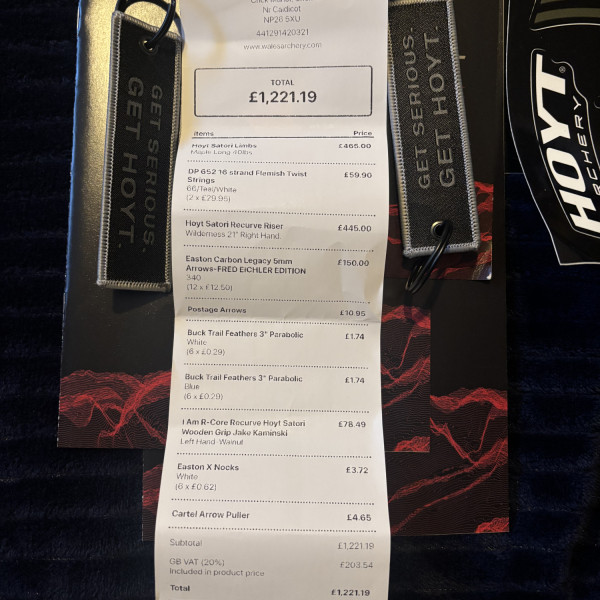 Nr Caldicot
NP26 5XU
441291420321
www.walesarchery.com
TOTAL
£1,221.19
Items Price
Hoyt Satori Limbs £465.00
Maple Long 40lbs
DP 652 16 strand Flemish Twist £59.90
Strings
66/Tan/White
(2 x £29.95)
Hoyt Satori Recurve Riser £445.00
Wilderness 21" Right Hand
Easton Carbon Legacy 5mm £150.00
Arrows-FRED EICHLER EDITION
340
(12 x £12.50)
Postage Arrows £10.95
Buck Trail Feathers 3" Parabolic £1.74
White
(6 x £0.29)
Buck Trail Feathers 3" Parabolic £1.74
Blue
(6 x £0.29)
I Am R-Core Recurve Hoyt Satori £78.49
Wooden Grip Jake Kaminski
Left Hand Walnut
Easton X Nocks £3.72
White
(6 x £0.62)
Cartel Arrow Puller £4.65
Subtotal £1,221.19
GB VAT (20%) £203.54
Included in product price
Total £1,221.19
GET SERIOUS.
GET HOYT.
GET SERIOUS.
GET HOYT.
HOYT
ARCHERY